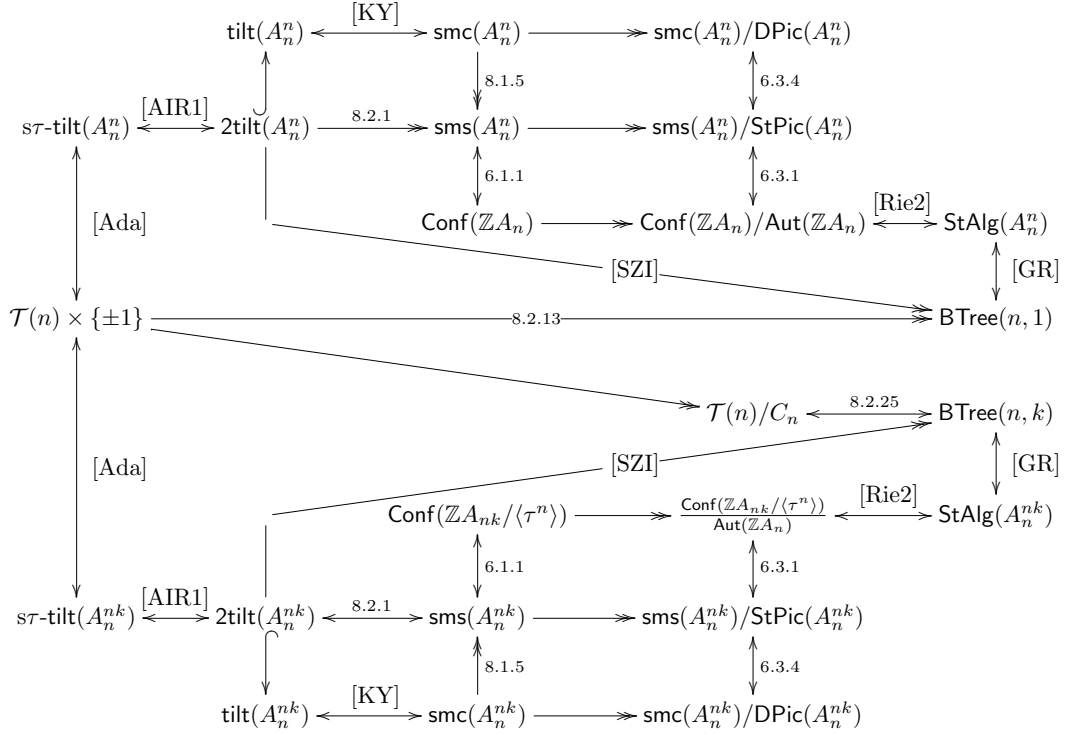 [KY]
tilt(A_n^n) smc(A_n^n) smc(A_n^n)/DPic(A_n^n)
8.1.5 6.3.4
[AIR1]
sτ-tilt(A_n^n) 2tilt(A_n^n) 8.2.1 sms(A_n^n) sms(A_n^n)/StPic(A_n^n)
[Ada] 6.1.1 6.3.1
[Rie2]
Conf(ℤA_n) Conf(ℤA_n)/Aut(ℤA_n) StAlg(A_n^n)
[SZI] [GR]
𝒯(n) × {±1} 8.2.13 BTree(n, 1)
𝒯(n)/C_n 8.2.25 BTree(n, k)
[Ada] [SZI] [GR]
[Rie2]
Conf(ℤA_{nk}/⟨τ^n⟩) \frac{Conf(ℤA_{nk}/⟨τ^n⟩)}{Aut(ℤA_n)} StAlg(A_n^{nk})
6.1.1 6.3.1
[AIR1]
sτ-tilt(A_n^{nk}) 2tilt(A_n^{nk}) 8.2.1 sms(A_n^{nk}) sms(A_n^{nk})/StPic(A_n^{nk})
8.1.5 6.3.4
[KY]
tilt(A_n^{nk}) smc(A_n^{nk}) smc(A_n^{nk})/DPic(A_n^{nk})